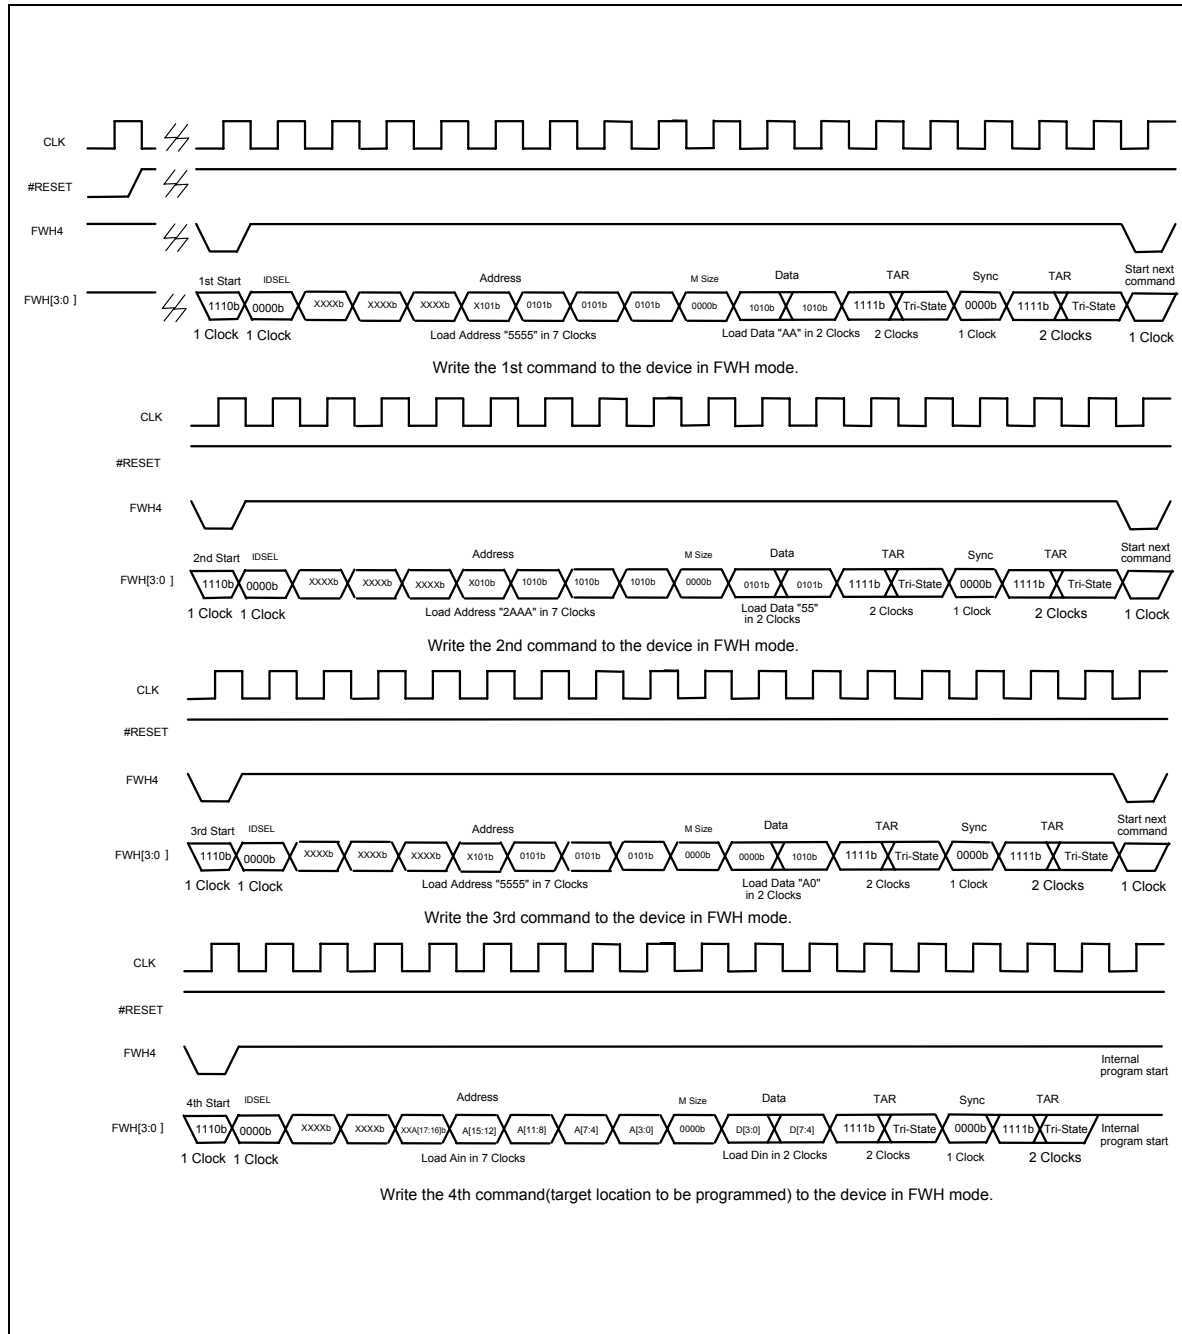 CLK
#RESET
FWH4
1st Start IDSEL Address M Size Data TAR Sync TAR Start next command
FWH[3:0 ] 1110b 0000b XXXXb XXXXb XXXXb X101b 0101b 0101b 0101b 0000b 1010b 1010b 1111b Tri-State 0000b 1111b Tri-State
1 Clock 1 Clock Load Address "5555" in 7 Clocks Load Data "AA" in 2 Clocks 2 Clocks 1 Clock 2 Clocks 1 Clock
Write the 1st command to the device in FWH mode.
CLK
#RESET
FWH4
2nd Start IDSEL Address M Size Data TAR Sync TAR Start next command
FWH[3:0 ] 1110b 0000b XXXXb XXXXb XXXXb X010b 1010b 1010b 1010b 0000b 0101b 0101b 1111b Tri-State 0000b 1111b Tri-State
1 Clock 1 Clock Load Address "2AAA" in 7 Clocks Load Data "55" in 2 Clocks 2 Clocks 1 Clock 2 Clocks 1 Clock
Write the 2nd command to the device in FWH mode.
CLK
#RESET
FWH4
3rd Start IDSEL Address M Size Data TAR Sync TAR Start next command
FWH[3:0 ] 1110b 0000b XXXXb XXXXb XXXXb X101b 0101b 0101b 0101b 0000b 0000b 1010b 1111b Tri-State 0000b 1111b Tri-State
1 Clock 1 Clock Load Address "5555" in 7 Clocks Load Data "A0" in 2 Clocks 2 Clocks 1 Clock 2 Clocks 1 Clock
Write the 3rd command to the device in FWH mode.
CLK
#RESET
FWH4 Internal program start
4th Start IDSEL Address M Size Data TAR Sync TAR
FWH[3:0 ] 1110b 0000b XXXXb XXXXb XXA[17:16]b A[15:12] A[11:8] A[7:4] A[3:0] 0000b D[3:0] D[7:4] 1111b Tri-State 0000b 1111b Tri-State Internal program start
1 Clock 1 Clock Load Ain in 7 Clocks Load Din in 2 Clocks 2 Clocks 1 Clock 2 Clocks
Write the 4th command(target location to be programmed) to the device in FWH mode.